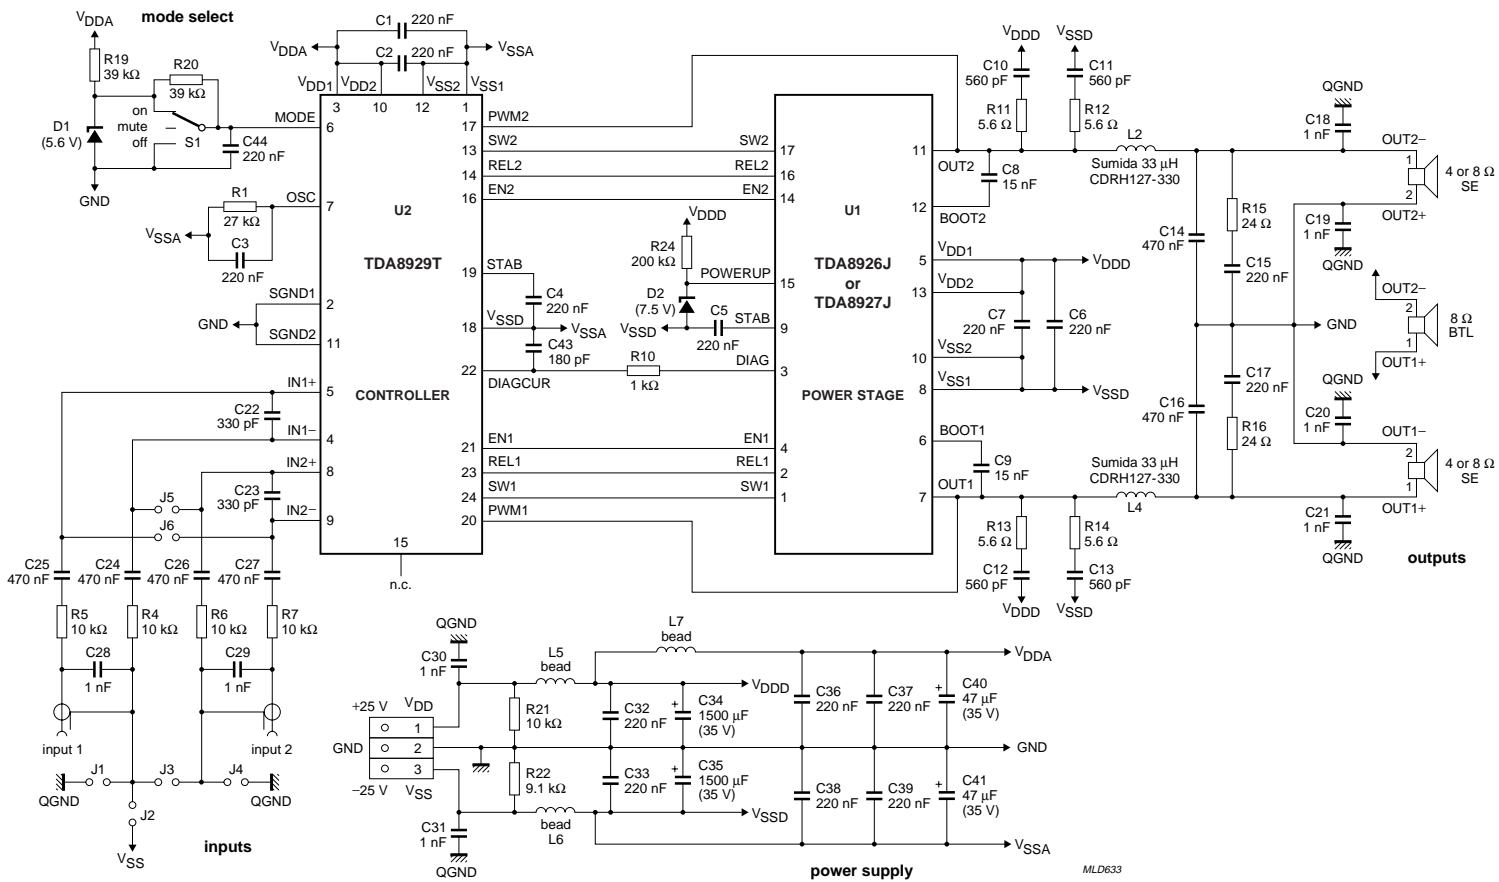 mode select
VDDA
R19
39 kΩ
R20
39 kΩ
on
mute
off
S1
D1
(5.6 V)
GND
C44
220 nF
MODE
6
C1
220 nF
C2
220 nF
VDDA
VSSA
VDD1
VDD2
VSS2
VSS1
3
10
12
1
R1
27 kΩ
OSC
7
VSSA
C3
220 nF
SGND1
2
GND
SGND2
11
IN1+
5
C22
330 pF
IN1−
4
IN2+
8
C23
330 pF
IN2−
9
J5
J6
C25
470 nF
C24
470 nF
C26
470 nF
C27
470 nF
R5
10 kΩ
R4
10 kΩ
R6
10 kΩ
R7
10 kΩ
C28
1 nF
C29
1 nF
input 1
input 2
J1
J3
J4
QGND
QGND
J2
VSS
inputs
U2
TDA8929T
CONTROLLER
15
n.c.
17
PWM2
13
SW2
14
REL2
16
EN2
19
STAB
C4
220 nF
18
VSSD
VSSA
C43
180 pF
22
DIAGCUR
R10
1 kΩ
21
EN1
23
REL1
24
SW1
20
PWM1
VDDD
R24
200 kΩ
POWERUP
15
D2
(7.5 V)
VSSD
C5
220 nF
STAB
9
DIAG
3
SW2
17
REL2
16
EN2
14
EN1
4
REL1
2
SW1
1
U1
TDA8926J
or
TDA8927J
POWER STAGE
11
OUT2
C8
15 nF
12
BOOT2
5
VDD1
VDDD
13
VDD2
C7
220 nF
C6
220 nF
10
VSS2
8
VSS1
VSSD
6
BOOT1
C9
15 nF
7
OUT1
VDDD
VSSD
C10
560 pF
C11
560 pF
R11
5.6 Ω
R12
5.6 Ω
L2
Sumida 33 µH
CDRH127-330
Sumida 33 µH
CDRH127-330
L4
R13
5.6 Ω
R14
5.6 Ω
C12
560 pF
C13
560 pF
VDDD
VSSD
C14
470 nF
R15
24 Ω
C15
220 nF
C16
470 nF
C17
220 nF
R16
24 Ω
GND
QGND
C18
1 nF
C19
1 nF
QGND
QGND
C20
1 nF
C21
1 nF
QGND
OUT2−
1
2
OUT2+
4 or 8 Ω
SE
OUT2−
2
1
OUT1+
8 Ω
BTL
OUT1−
2
1
OUT1+
4 or 8 Ω
SE
outputs
QGND
C30
1 nF
+25 V
VDD
1
GND
2
3
−25 V
VSS
C31
1 nF
QGND
R21
10 kΩ
R22
9.1 kΩ
L5
bead
bead
L6
L7
bead
C32
220 nF
C34
1500 µF
(35 V)
+
C33
220 nF
C35
1500 µF
(35 V)
+
VDDD
VSSD
C36
220 nF
C37
220 nF
C40
47 µF
(35 V)
+
C38
220 nF
C39
220 nF
C41
47 µF
(35 V)
+
VDDA
GND
VSSA
power supply
MLD633